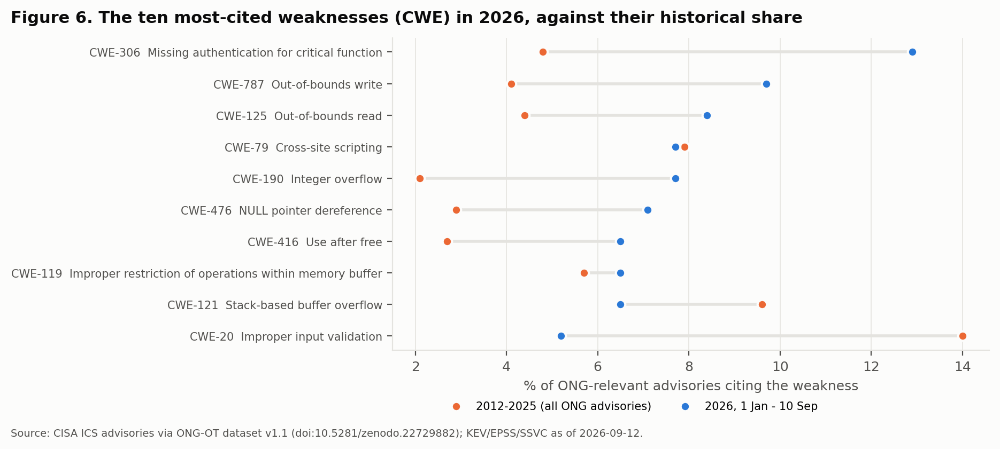 Figure 6. The ten most-cited weaknesses (CWE) in 2026, against their historical share
CWE-306  Missing authentication for critical function
CWE-787  Out-of-bounds write
CWE-125  Out-of-bounds read
CWE-79  Cross-site scripting
CWE-190  Integer overflow
CWE-476  NULL pointer dereference
CWE-416  Use after free
CWE-119  Improper restriction of operations within memory buffer
CWE-121  Stack-based buffer overflow
CWE-20  Improper input validation
2 4 6 8 10 12 14
% of ONG-relevant advisories citing the weakness
2012-2025 (all ONG advisories) 2026, 1 Jan - 10 Sep
Source: CISA ICS advisories via ONG-OT dataset v1.1 (doi:10.5281/zenodo.22729882); KEV/EPSS/SSVC as of 2026-09-12.